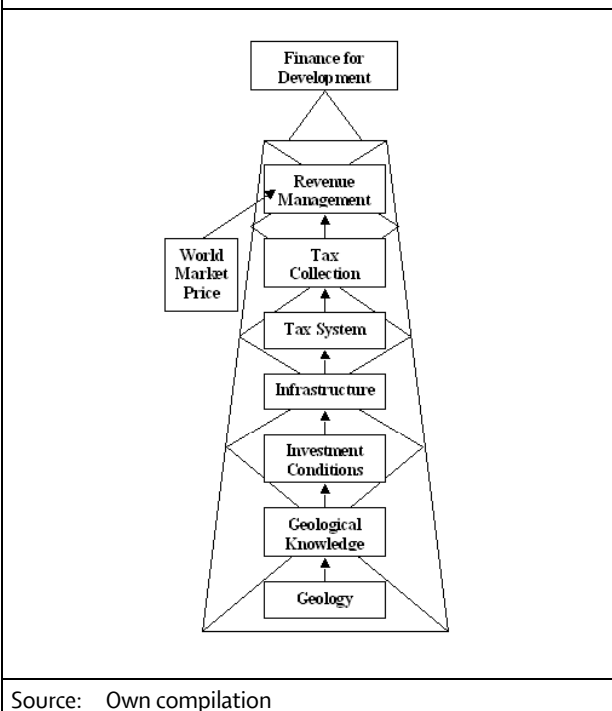 Finance for
Development
Revenue
Management
World
Market
Price
Tax
Collection
Tax System
Infrastructure
Investment
Conditions
Geological
Knowledge
Geology
Source: Own compilation